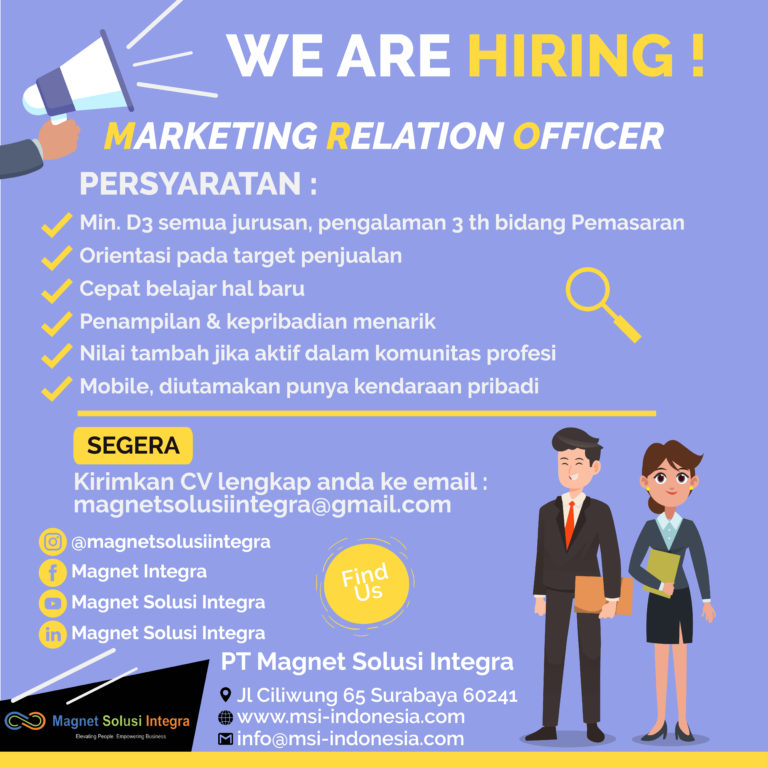 WE ARE HIRING !
MARKETING RELATION OFFICER
PERSYARATAN :
Min. D3 semua jurusan, pengalaman 3 th bidang Pemasaran
Orientasi pada target penjualan
Cepat belajar hal baru
Penampilan & kepribadian menarik
Nilai tambah jika aktif dalam komunitas profesi
Mobile, diutamakan punya kendaraan pribadi
SEGERA
Kirimkan CV lengkap anda ke email :
magnetsolusiintegra@gmail.com
@magnetsolusiintegra
Magnet Integra
Magnet Solusi Integra
Magnet Solusi Integra
Find
Us
PT Magnet Solusi Integra
Jl Ciliwung 65 Surabaya 60241
www.msi-indonesia.com
info@msi-indonesia.com
Magnet Solusi Integra
Elevating People Empowering Business